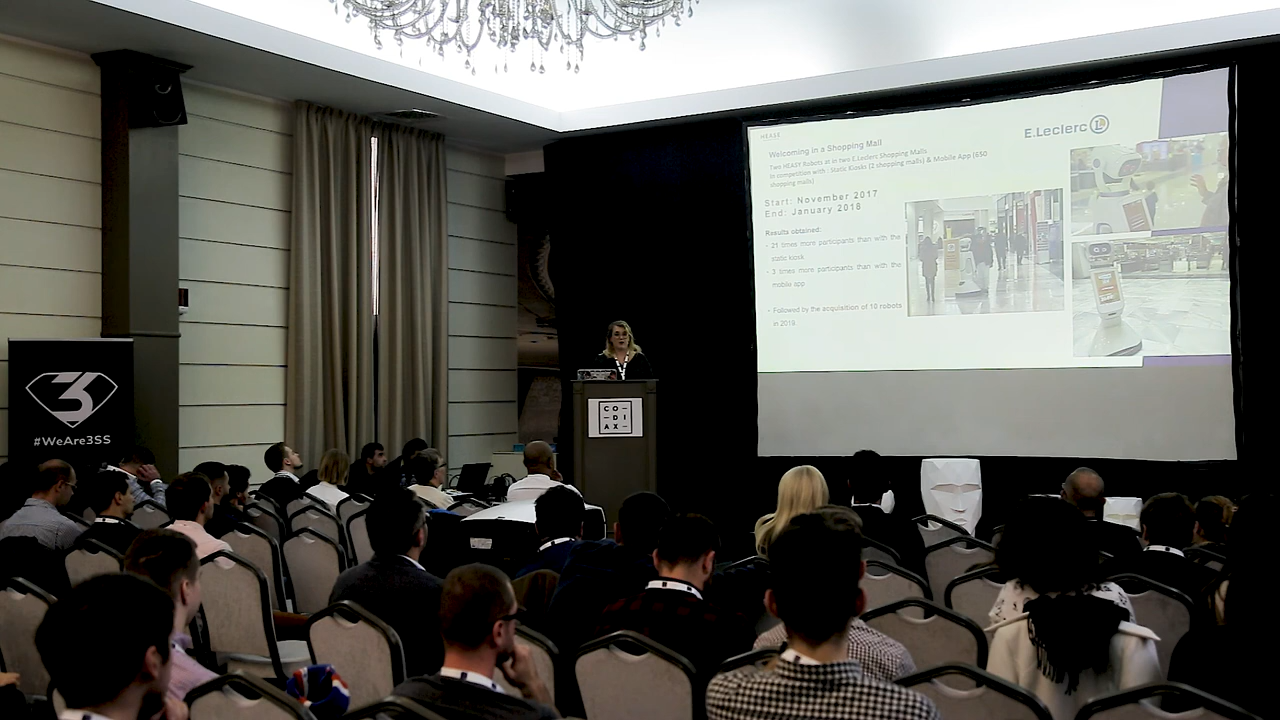 HEASE
E.Leclerc L
Welcoming in a Shopping Mall
Two HEASY Robots at in two E.Leclerc Shopping Malls
In competition with : Static Kiosks (2 shopping malls) & Mobile App (650
shopping malls)
Start: November 2017
End: January 2018
Results obtained:
- 21 times more participants than with the
static kiosk
- 3 times more participants than with the
mobile app
- Followed by the acquisition of 10 robots
in 2019.
CO
DI
AX
3
#WeAre3SS